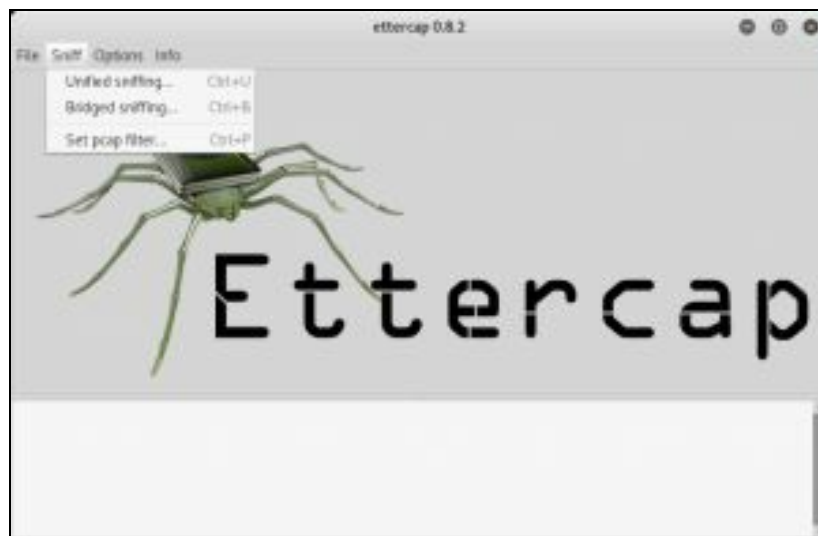 ettercap 0.8.2
File Sniff Options Info
Unified sniffing... Ctrl+U
Bridged sniffing... Ctrl+B
Set pcap filter... Ctrl+P
Ettercap